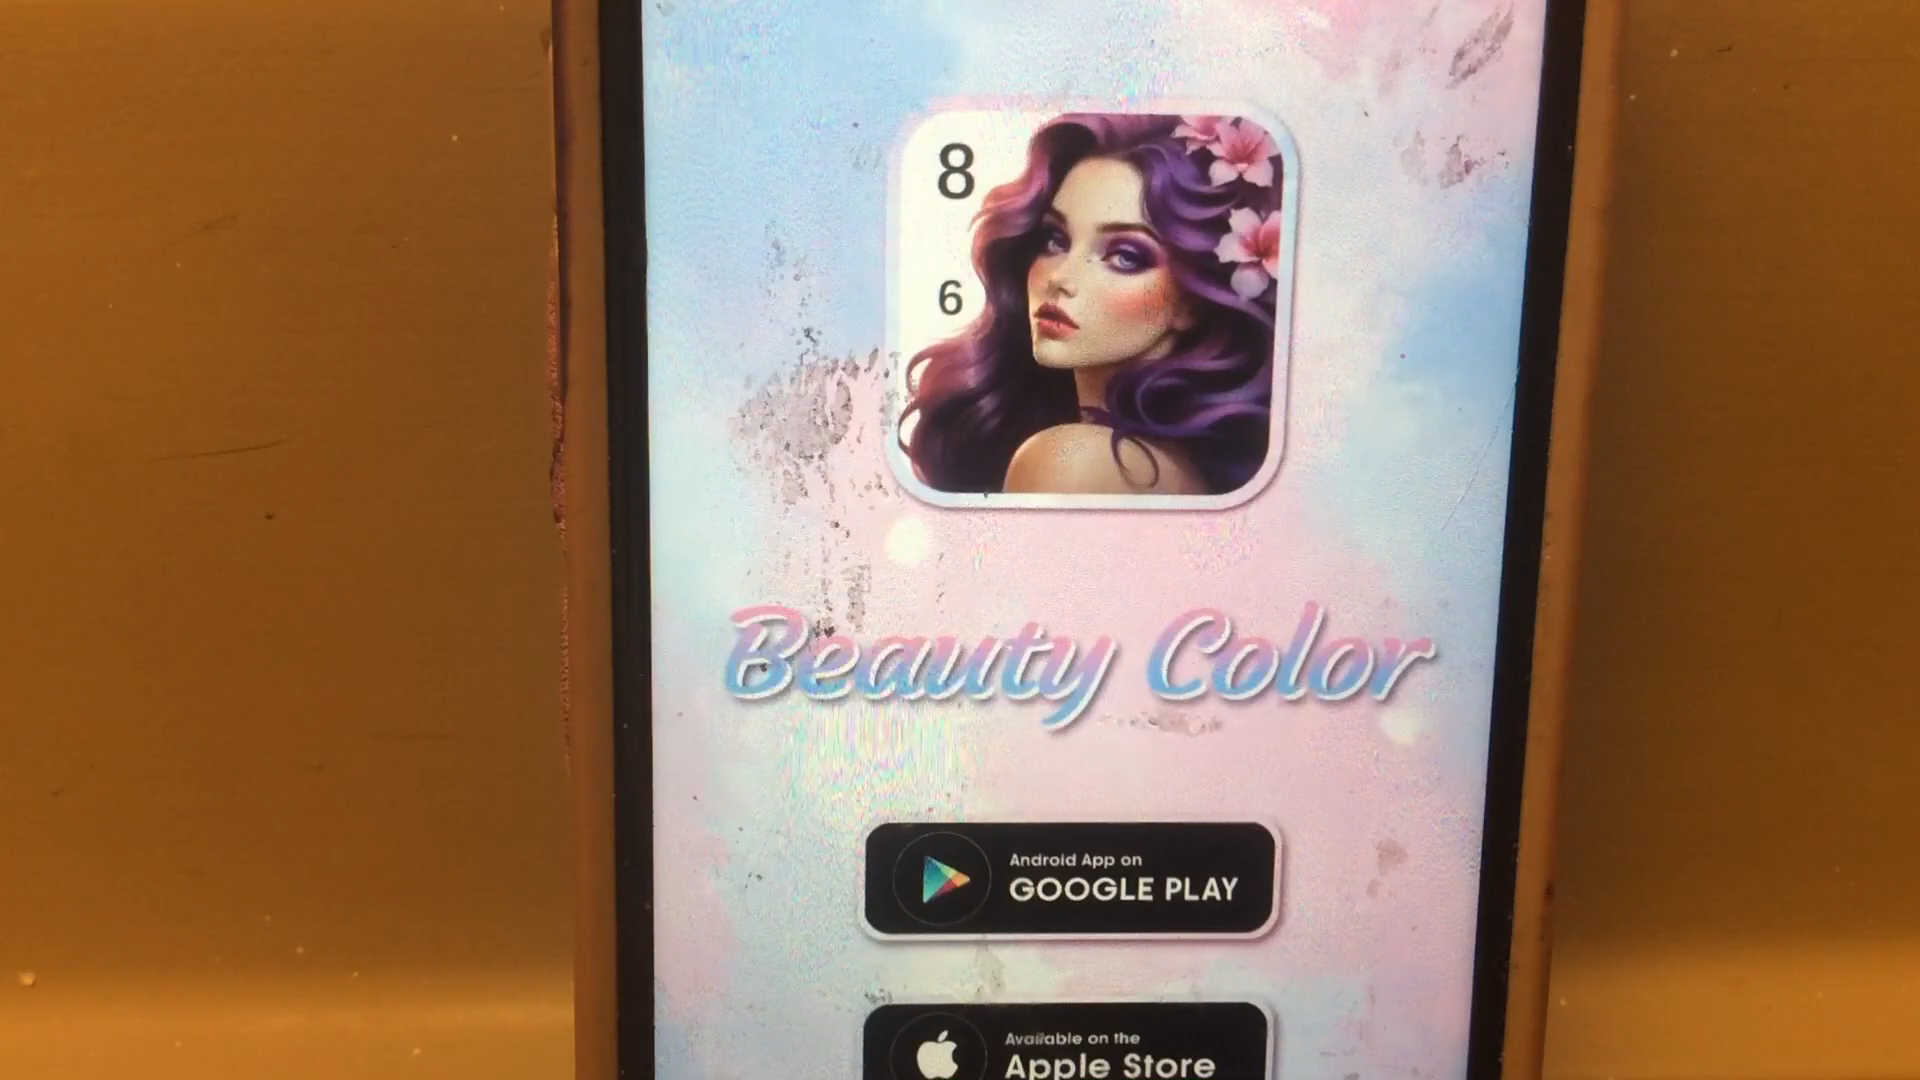 8
6
Beauty Color
Android App on
GOOGLE PLAY
Available on the
Apple Store